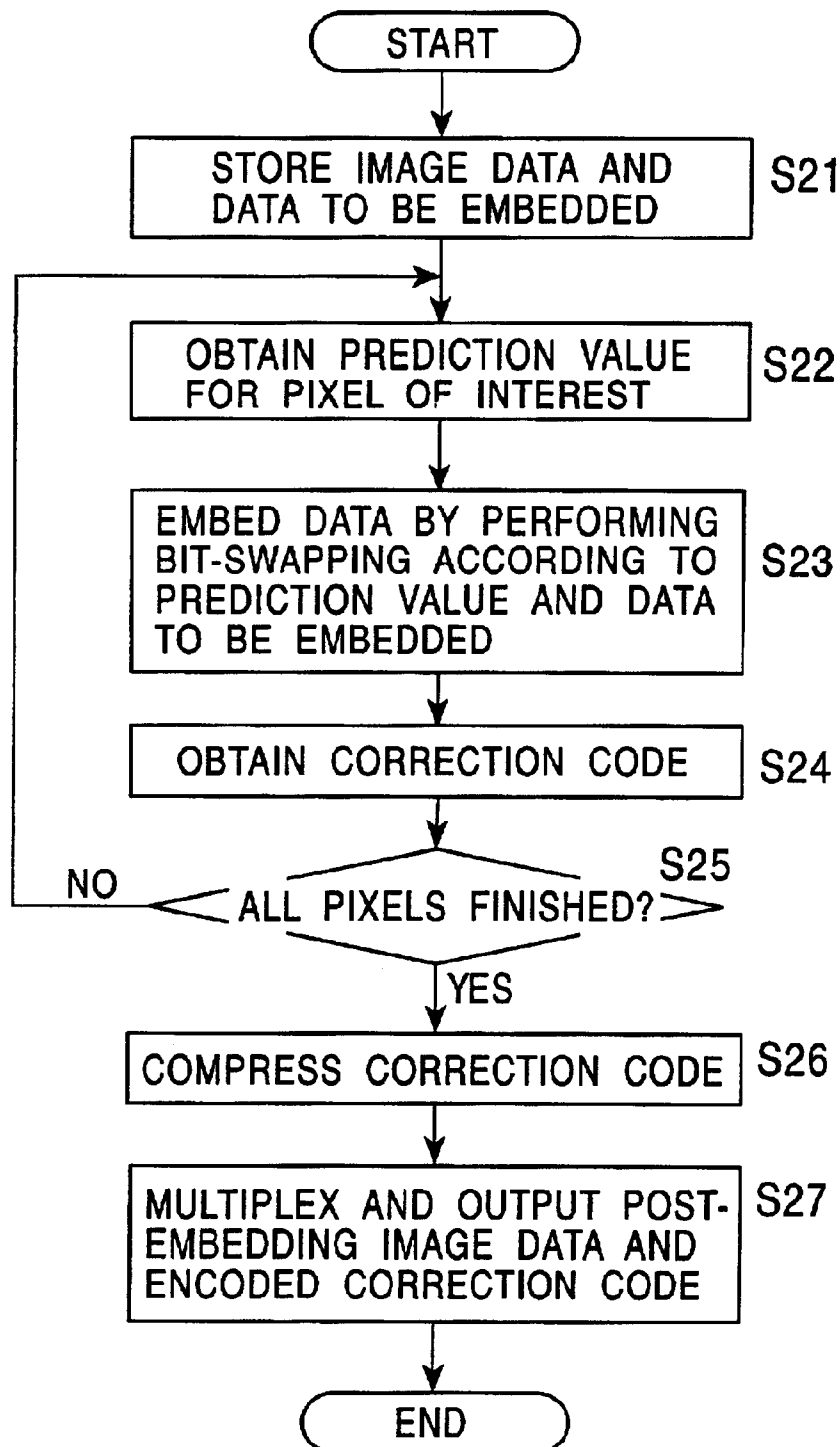 START
STORE IMAGE DATA AND
DATA TO BE EMBEDDED
S21
OBTAIN PREDICTION VALUE
FOR PIXEL OF INTEREST
S22
EMBED DATA BY PERFORMING
BIT-SWAPPING ACCORDING TO
PREDICTION VALUE AND DATA
TO BE EMBEDDED
S23
OBTAIN CORRECTION CODE
S24
S25
NO
ALL PIXELS FINISHED?
YES
COMPRESS CORRECTION CODE
S26
MULTIPLEX AND OUTPUT POST-
EMBEDDING IMAGE DATA AND
ENCODED CORRECTION CODE
S27
END